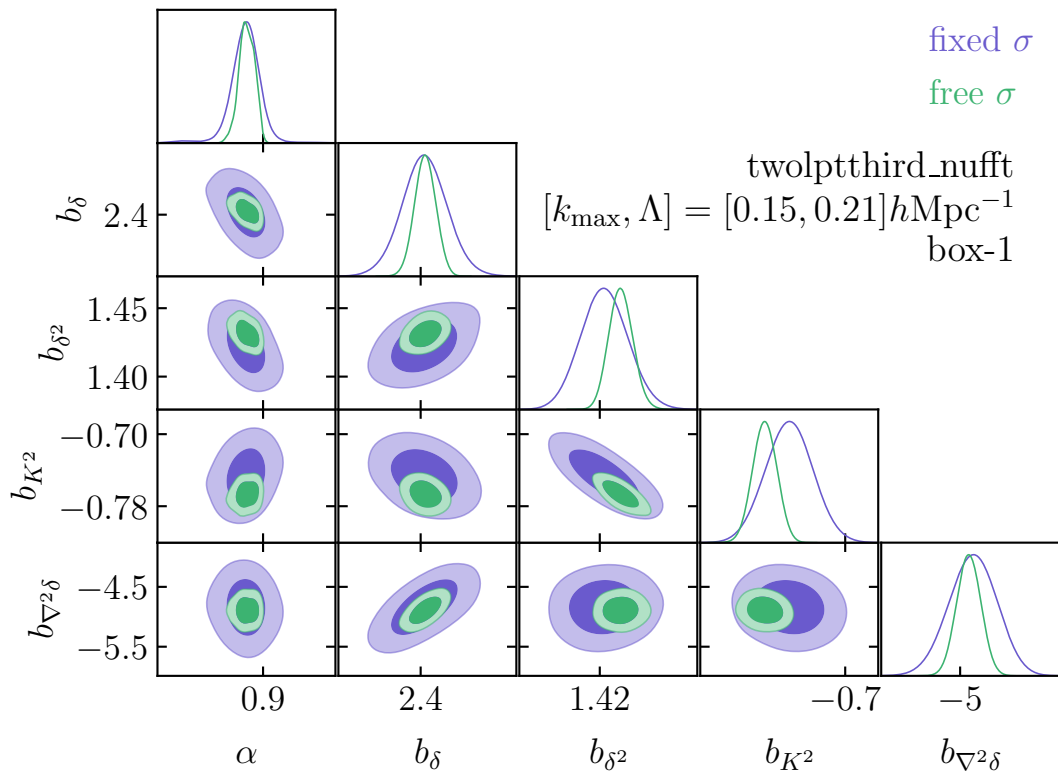 fixed σ
free σ
twolptthird_nufft
[k_max, Λ] = [0.15, 0.21]hMpc⁻¹
box-1
b_δ
2.4
b_δ²
1.45
1.40
b_K²
−0.70
−0.78
b_∇²δ
−4.5
−5.5
0.9 2.4 1.42 −0.7 −5
α b_δ b_δ² b_K² b_∇²δ